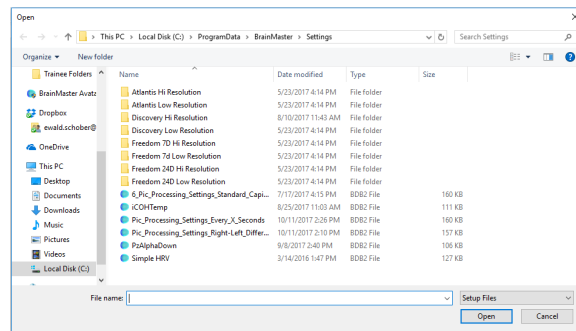 Open
This PC > Local Disk (C:) > ProgramData > BrainMaster > Settings
Search Settings
Organize
New folder
Name
Date modified
Type
Size
Trainee Folders
BrainMaster Avata
Dropbox
ewald.schober@
OneDrive
This PC
Desktop
Documents
Downloads
Music
Pictures
Videos
Local Disk (C:)
Atlantis Hi Resolution 5/23/2017 4:14 PM File folder
Atlantis Low Resolution 5/23/2017 4:14 PM File folder
Discovery Hi Resolution 8/10/2017 11:43 AM File folder
Discovery Low Resolution 5/23/2017 4:14 PM File folder
Freedom 7D Hi Resolution 5/23/2017 4:14 PM File folder
Freedom 7d Low Resolution 5/23/2017 4:14 PM File folder
Freedom 24D Hi Resolution 5/23/2017 4:14 PM File folder
Freedom 24D Low Resolution 5/23/2017 4:14 PM File folder
6_Pic_Processing_Settings_Standard_Capi... 7/17/2017 4:15 PM BDB2 File 160 KB
iCOHTemp 8/25/2017 11:03 AM BDB2 File 111 KB
Pic_Processing_Settings_Every_X_Seconds 10/11/2017 2:26 PM BDB2 File 160 KB
Pic_Processing_Settings_Right-Left_Differ... 10/11/2017 2:10 PM BDB2 File 157 KB
PzAlphaDown 9/8/2017 2:40 PM BDB2 File 106 KB
Simple HRV 3/14/2016 1:47 PM BDB2 File 127 KB
File name:
Setup Files
Open
Cancel